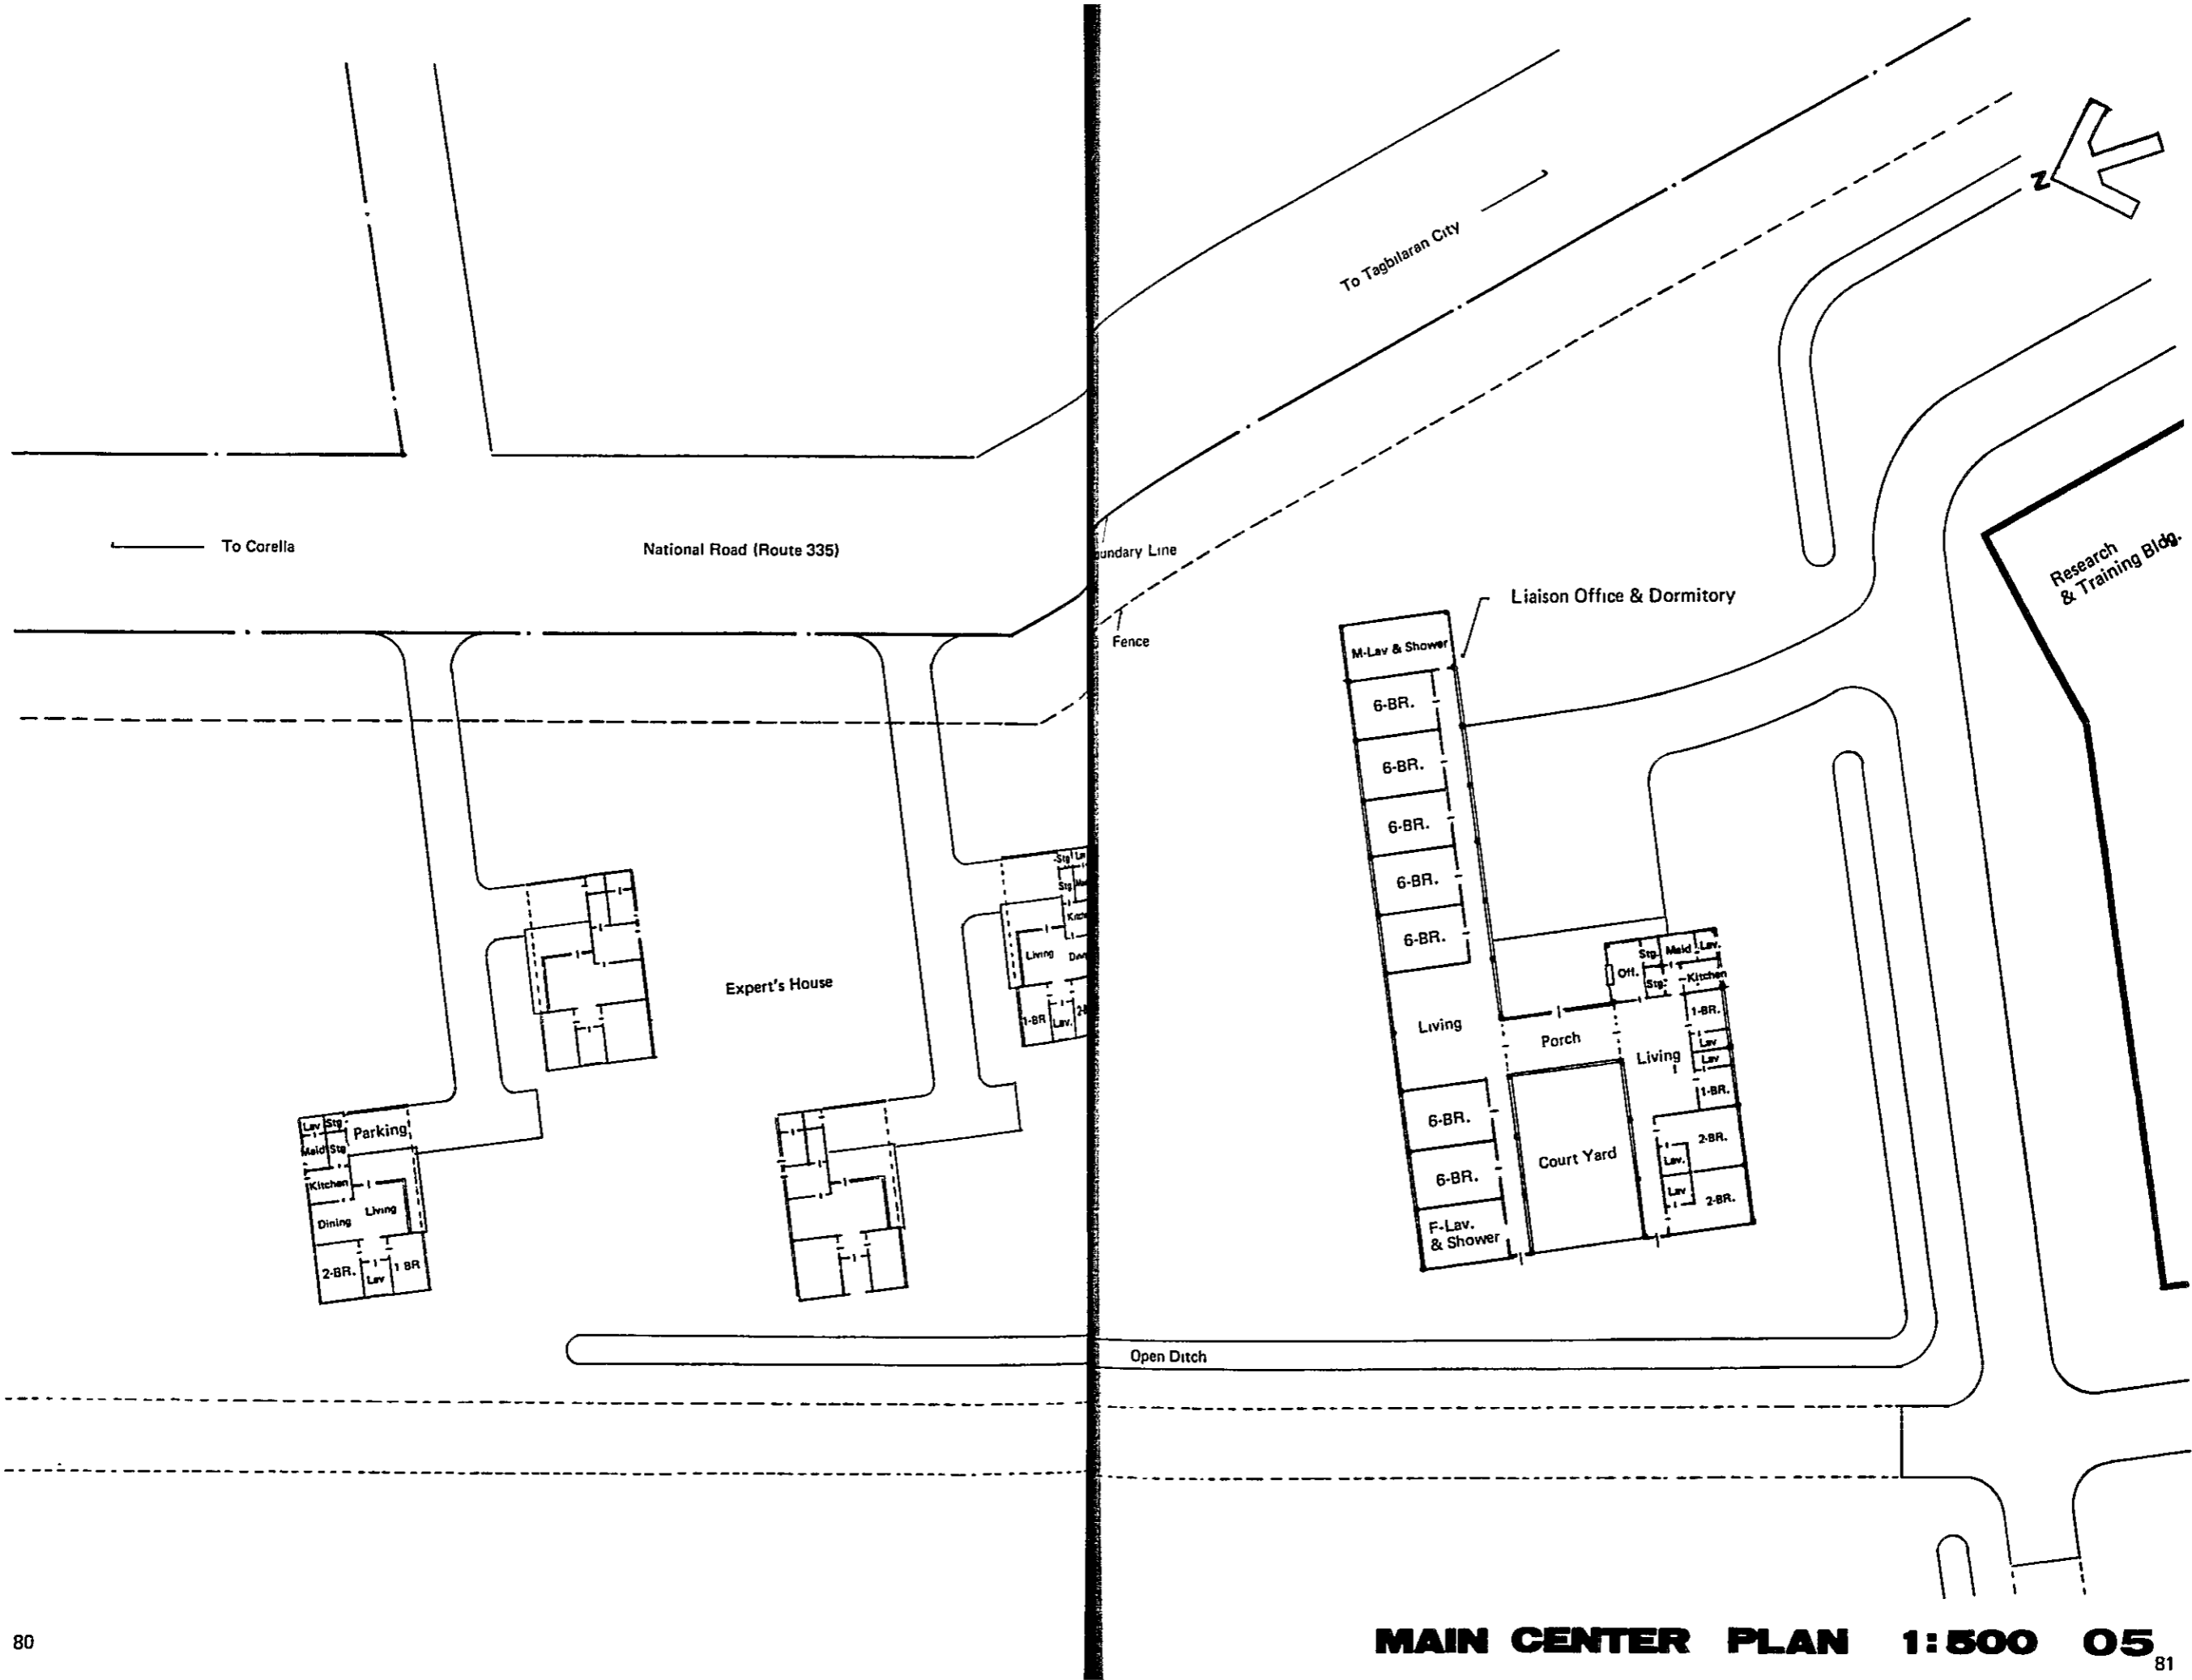 To Tagbilaran City
N
To Corella
National Road (Route 335)
undary Line
Fence
Research
& Training Bldg.
Liaison Office & Dormitory
M-Lav & Shower
6-BR.
6-BR.
6-BR.
6-BR.
6-BR.
Living
6-BR.
6-BR.
F-Lav.
& Shower
Porch
Court Yard
Off.
Stg.
Maid
Lav.
Stg.
Kitchen
1-BR.
Lav
Lav
Living
1-BR.
2-BR.
Lav.
Lav
2-BR.
Expert's House
Stg
Stg
Living
1-BR
Lav.
Lav
Stg
Parking
Maid
Stg
Kitchen
Dining
Living
2-BR.
Lav
1 BR
Open Ditch
80
MAIN CENTER PLAN 1:500 05
81